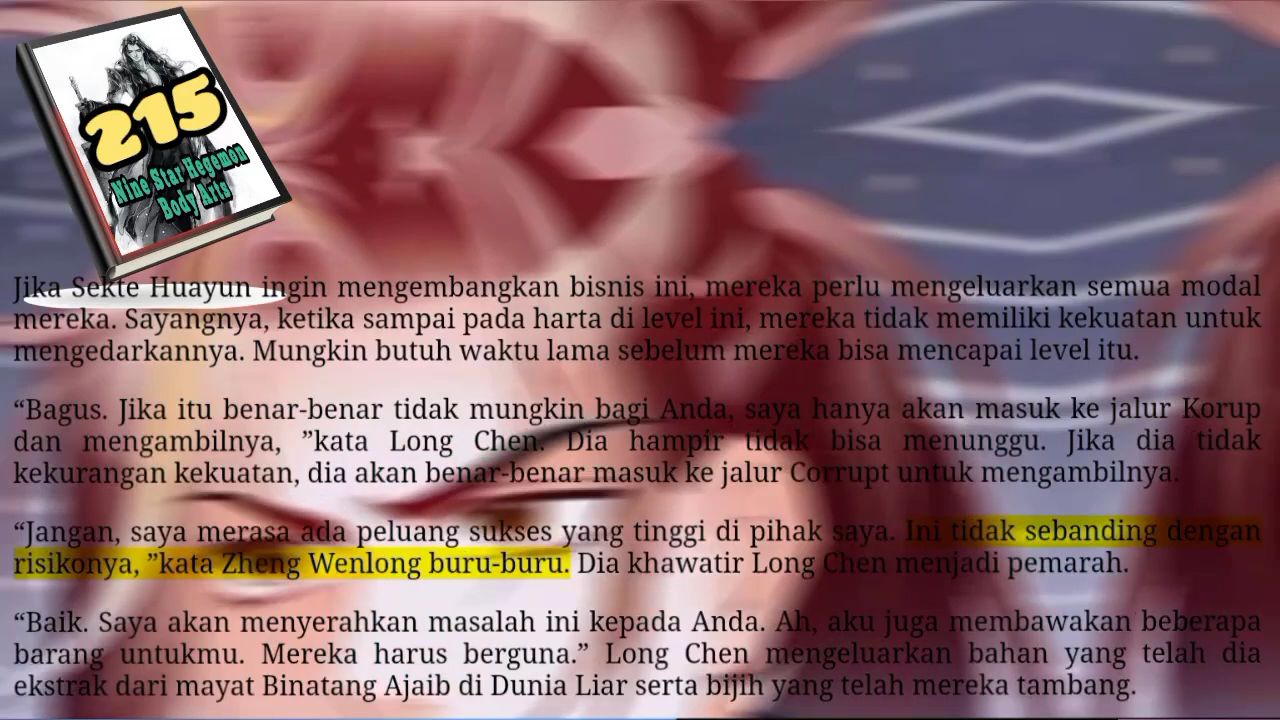 215
Nine Star Hegemon
Body Arts
Jika Sekte Huayun ingin mengembangkan bisnis ini, mereka perlu mengeluarkan semua modal
mereka. Sayangnya, ketika sampai pada harta di level ini, mereka tidak memiliki kekuatan untuk
mengedarkannya. Mungkin butuh waktu lama sebelum mereka bisa mencapai level itu.
“Bagus. Jika itu benar-benar tidak mungkin bagi Anda, saya hanya akan masuk ke jalur Korup
dan mengambilnya, ”kata Long Chen. Dia hampir tidak bisa menunggu. Jika dia tidak
kekurangan kekuatan, dia akan benar-benar masuk ke jalur Corrupt untuk mengambilnya.
“Jangan, saya merasa ada peluang sukses yang tinggi di pihak saya. Ini tidak sebanding dengan
risikonya, ”kata Zheng Wenlong buru-buru. Dia khawatir Long Chen menjadi pemarah.
“Baik. Saya akan menyerahkan masalah ini kepada Anda. Ah, aku juga membawakan beberapa
barang untukmu. Mereka harus berguna.” Long Chen mengeluarkan bahan yang telah dia
ekstrak dari mayat Binatang Ajaib di Dunia Liar serta bijih yang telah mereka tambang.